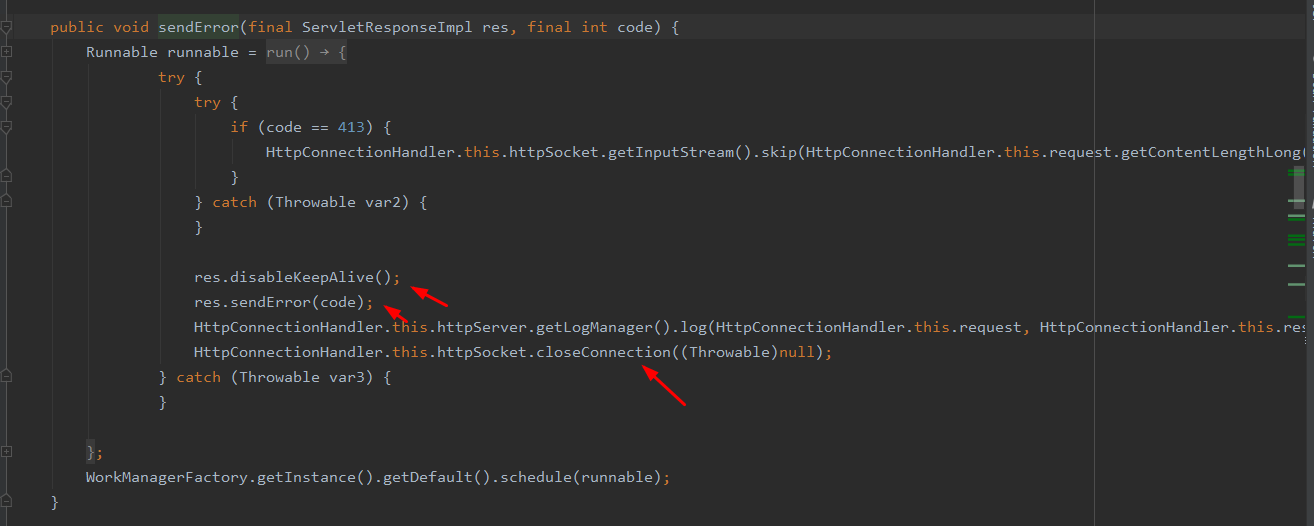 public void sendError(final ServletResponseImpl res, final int code) {
Runnable runnable = run() → {
try {
try {
if (code == 413) {
HttpConnectionHandler.this.httpSocket.getInputStream().skip(HttpConnectionHandler.this.request.getContentLengthLong(
}
} catch (Throwable var2) {
}
res.disableKeepAlive();
res.sendError(code);
HttpConnectionHandler.this.httpServer.getLogManager().log(HttpConnectionHandler.this.request, HttpConnectionHandler.this.res
HttpConnectionHandler.this.httpSocket.closeConnection((Throwable)null);
} catch (Throwable var3) {
}
};
WorkManagerFactory.getInstance().getDefault().schedule(runnable);
}